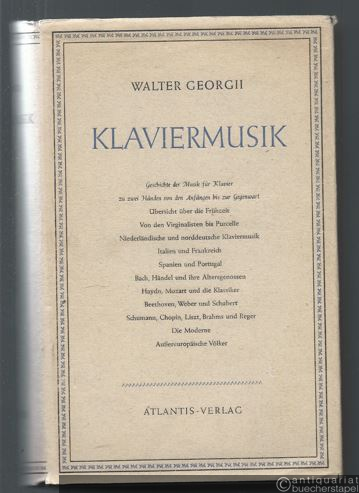 WALTER GEORGII
KLAVIERMUSIK
Geschichte der Musik für Klavier
zu zwei Händen von den Anfängen bis zur Gegenwart
Übersicht über die Frühzeit
Von den Virginalisten bis Purcelle
Niederländische und norddeutsche Klaviermusik
Italien und Frankreich
Spanien und Portugal
Bach, Händel und ihre Altersgenossen
Haydn, Mozart und die Klassiker
Beethoven, Weber und Schubert
Schumann, Chopin, Liszt, Brahms und Reger
Die Moderne
Außereuropäische Völker
ATLANTIS-VERLAG
antiquariat
buecherstapel